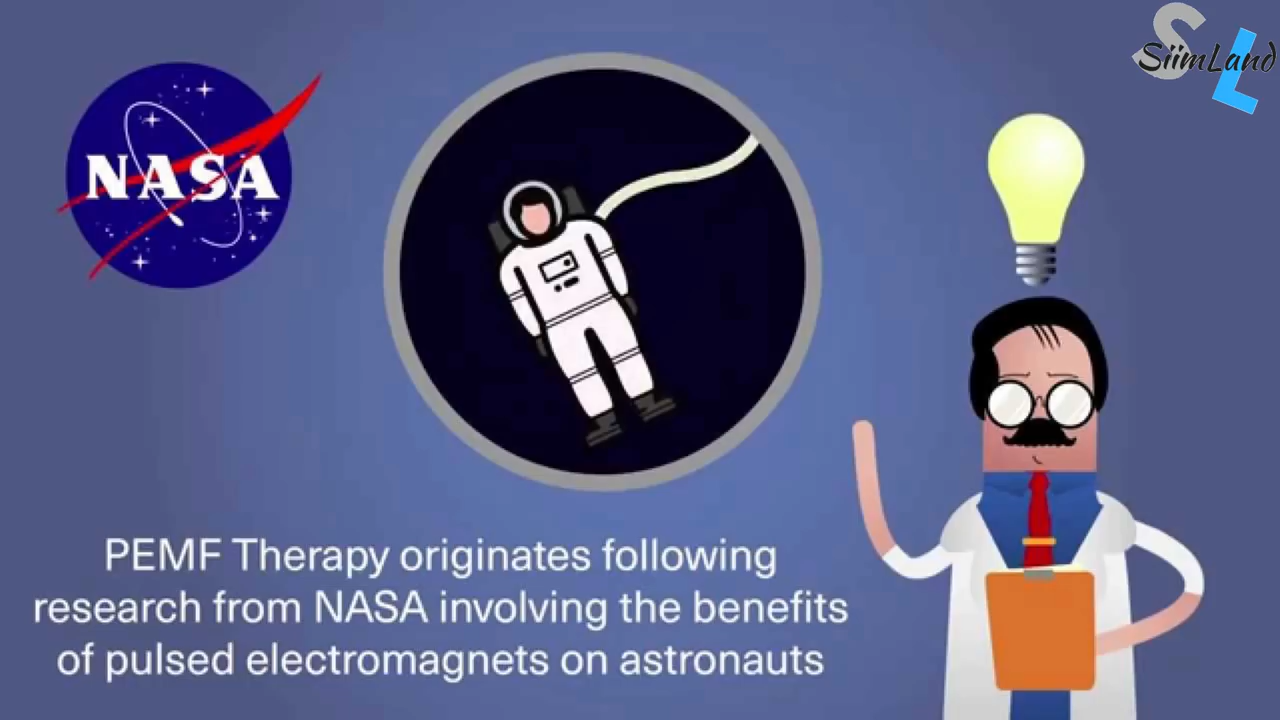 SiimLand
NASA
PEMF Therapy originates following
research from NASA involving the benefits
of pulsed electromagnets on astronauts